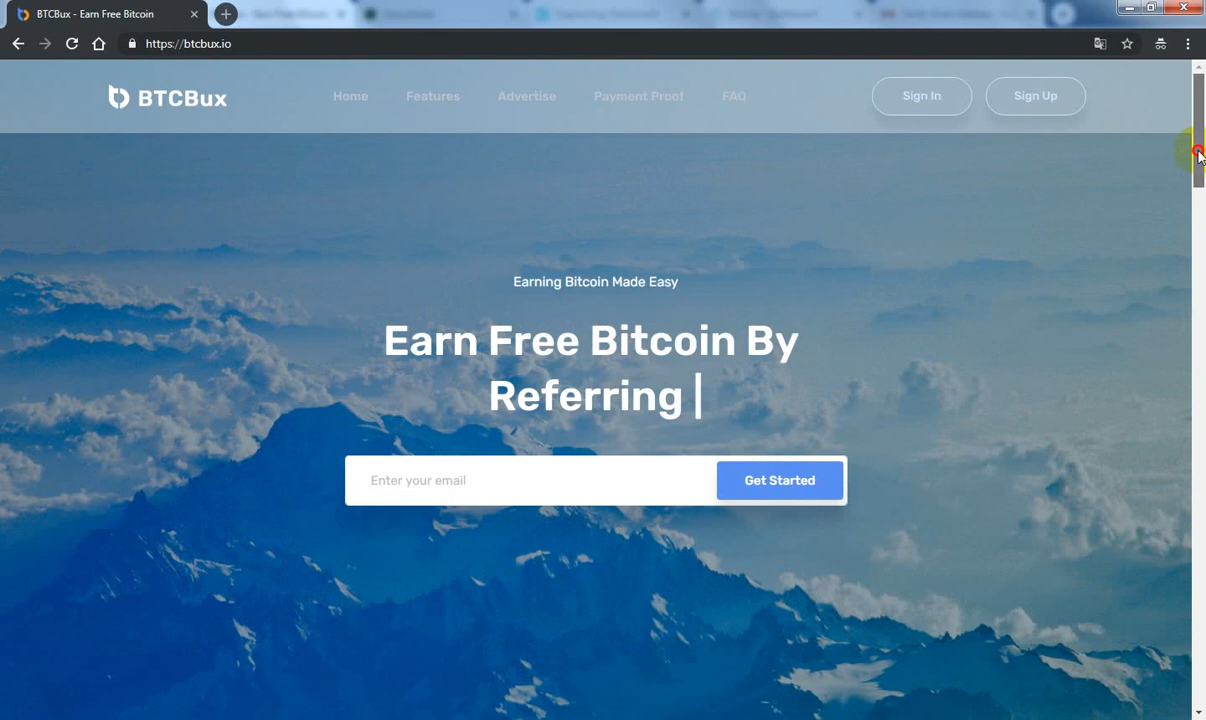 BTCBux - Earn Free Bitcoin
https://btcbux.io
BTCBux
Home
Features
Advertise
Payment Proof
FAQ
Sign In
Sign Up
Earning Bitcoin Made Easy
Earn Free Bitcoin By
Referring |
Enter your email
Get Started